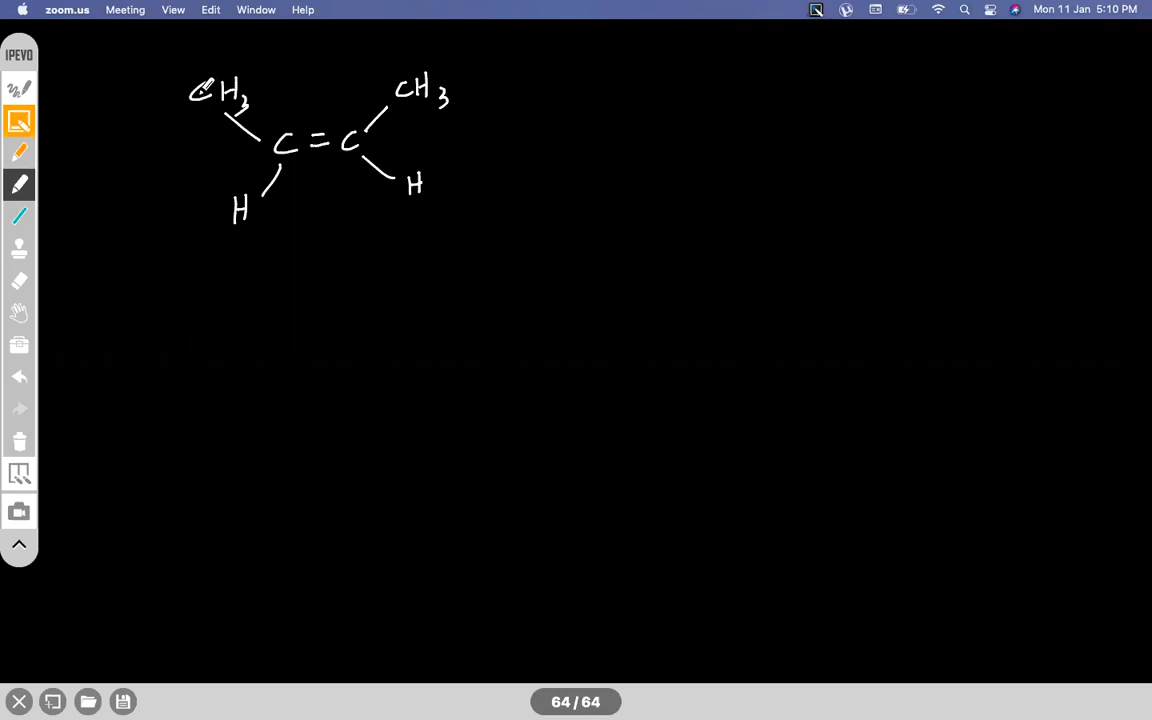 zoom.us Meeting View Edit Window Help Mon 11 Jan 5:10 PM
IPEVO
CH3 CH3
C = C
H H
64 / 64